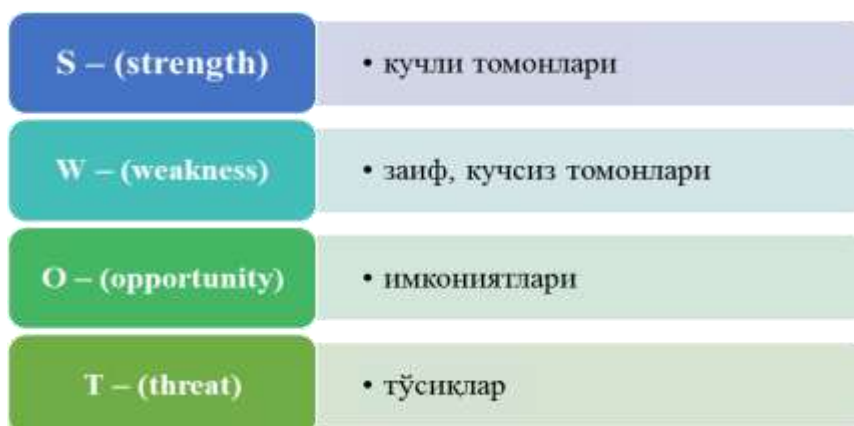 S – (strength)
• кучли томонлари
W – (weakness)
• заиф, кучсиз томонлари
O – (opportunity)
• имкониятлари
T – (threat)
• тўсиқлар